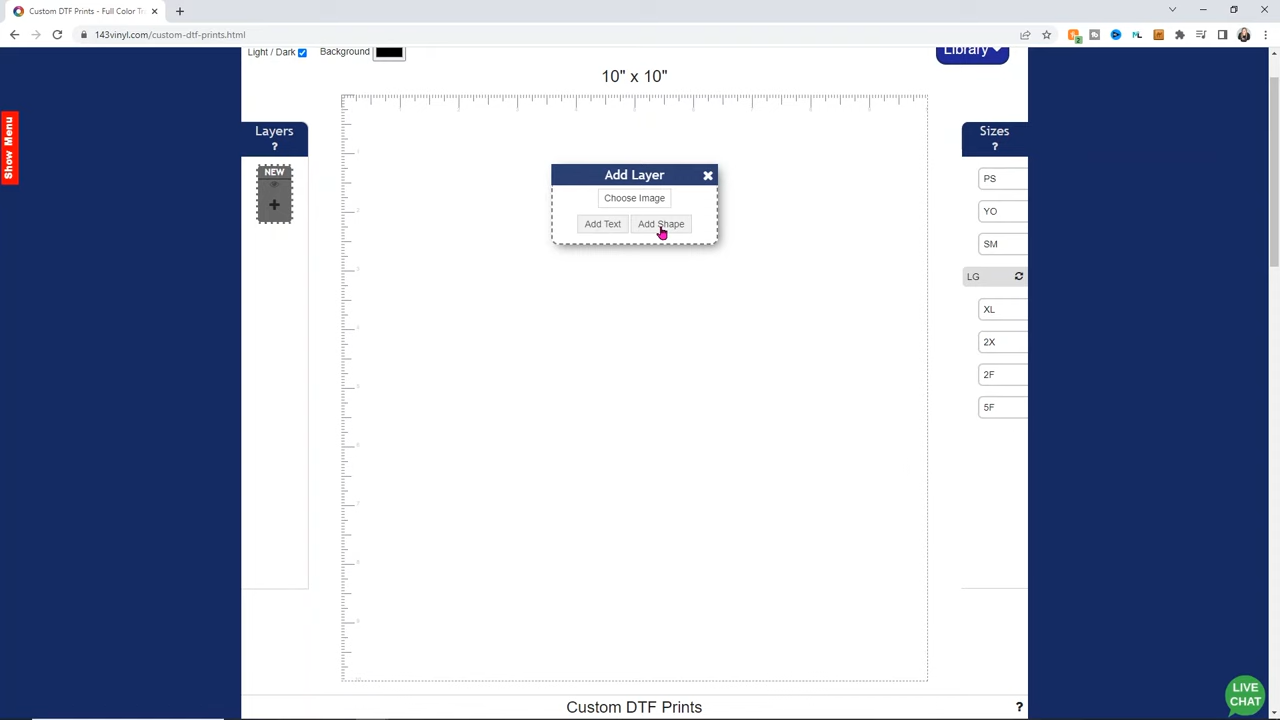 Custom DTF Prints - Full Color Tr
143vinyl.com/custom-dtf-prints.html
Light / Dark
Background
Library
10" x 10"
Show Menu
Layers
?
NEW
+
Add Layer
Choose Image
Add T
Add Shape
Sizes
?
PS
YO
SM
LG
XL
2X
2F
5F
Custom DTF Prints
?
LIVE
CHAT